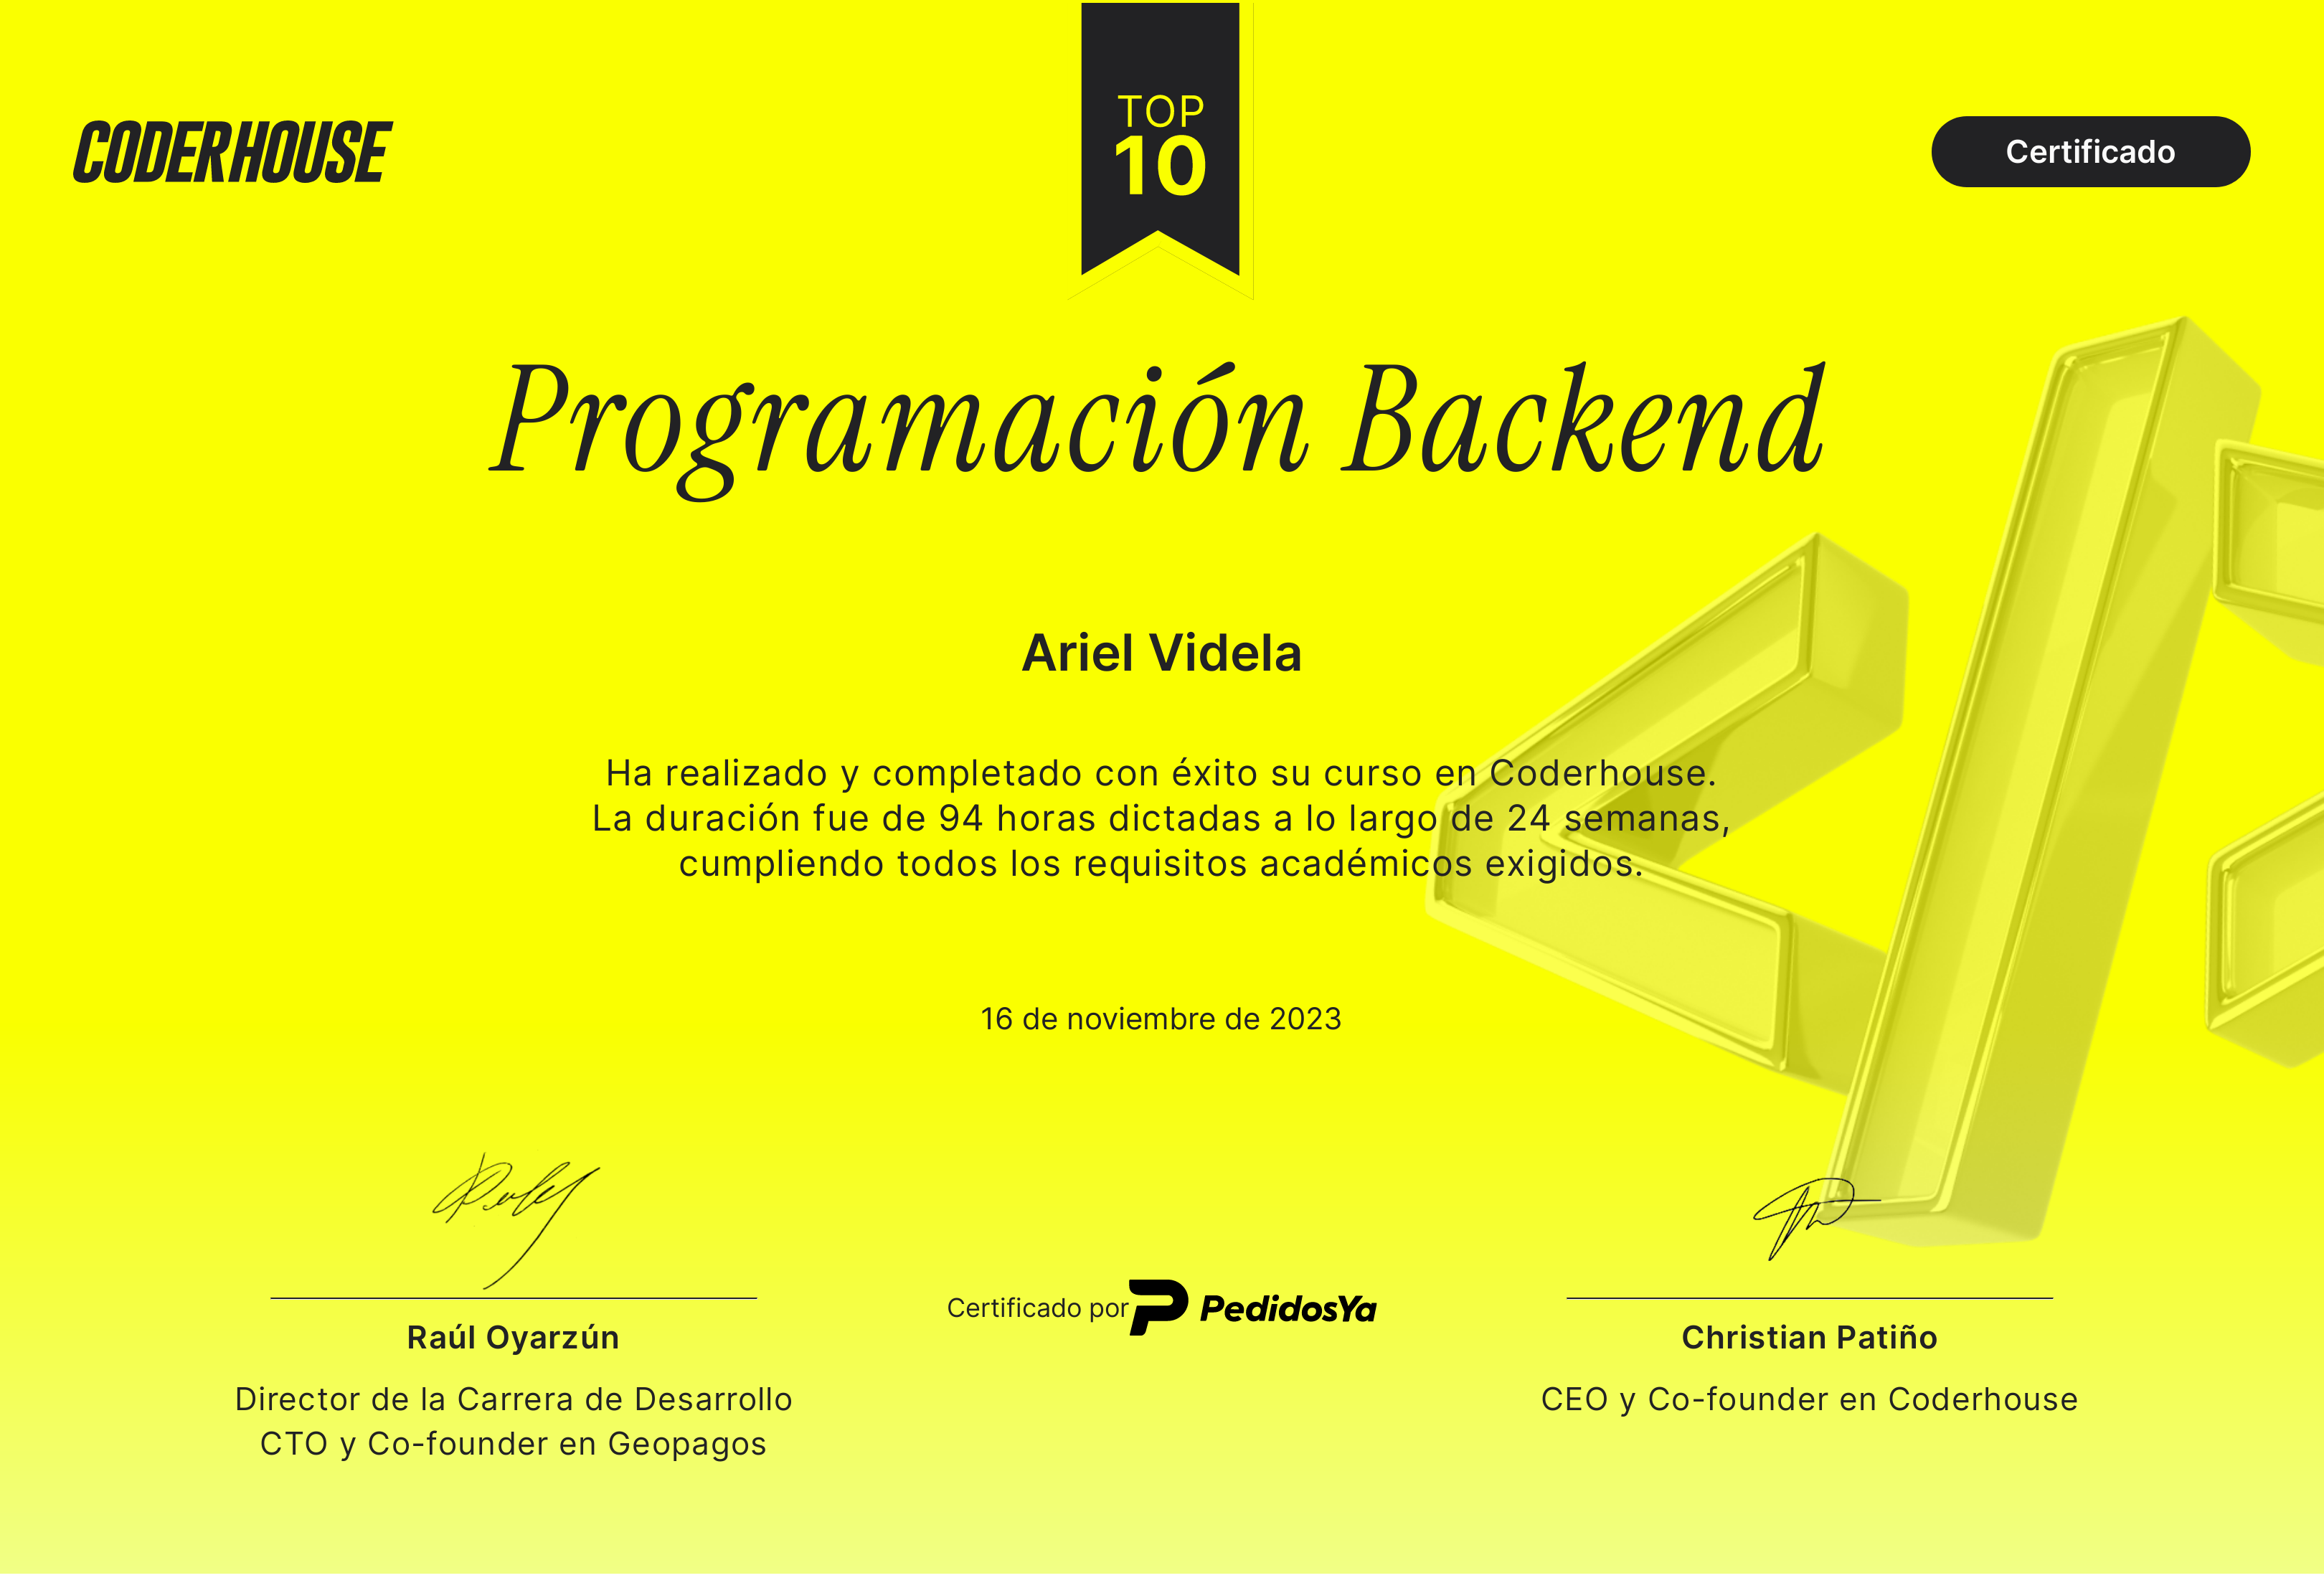 CODERHOUSE
TOP
10
Certificado
Programación Backend
Ariel Videla
Ha realizado y completado con éxito su curso en Coderhouse.
La duración fue de 94 horas dictadas a lo largo de 24 semanas,
cumpliendo todos los requisitos académicos exigidos.
16 de noviembre de 2023
Raúl Oyarzún
Director de la Carrera de Desarrollo
CTO y Co-founder en Geopagos
Certificado por PedidosYa
Christian Patiño
CEO y Co-founder en Coderhouse